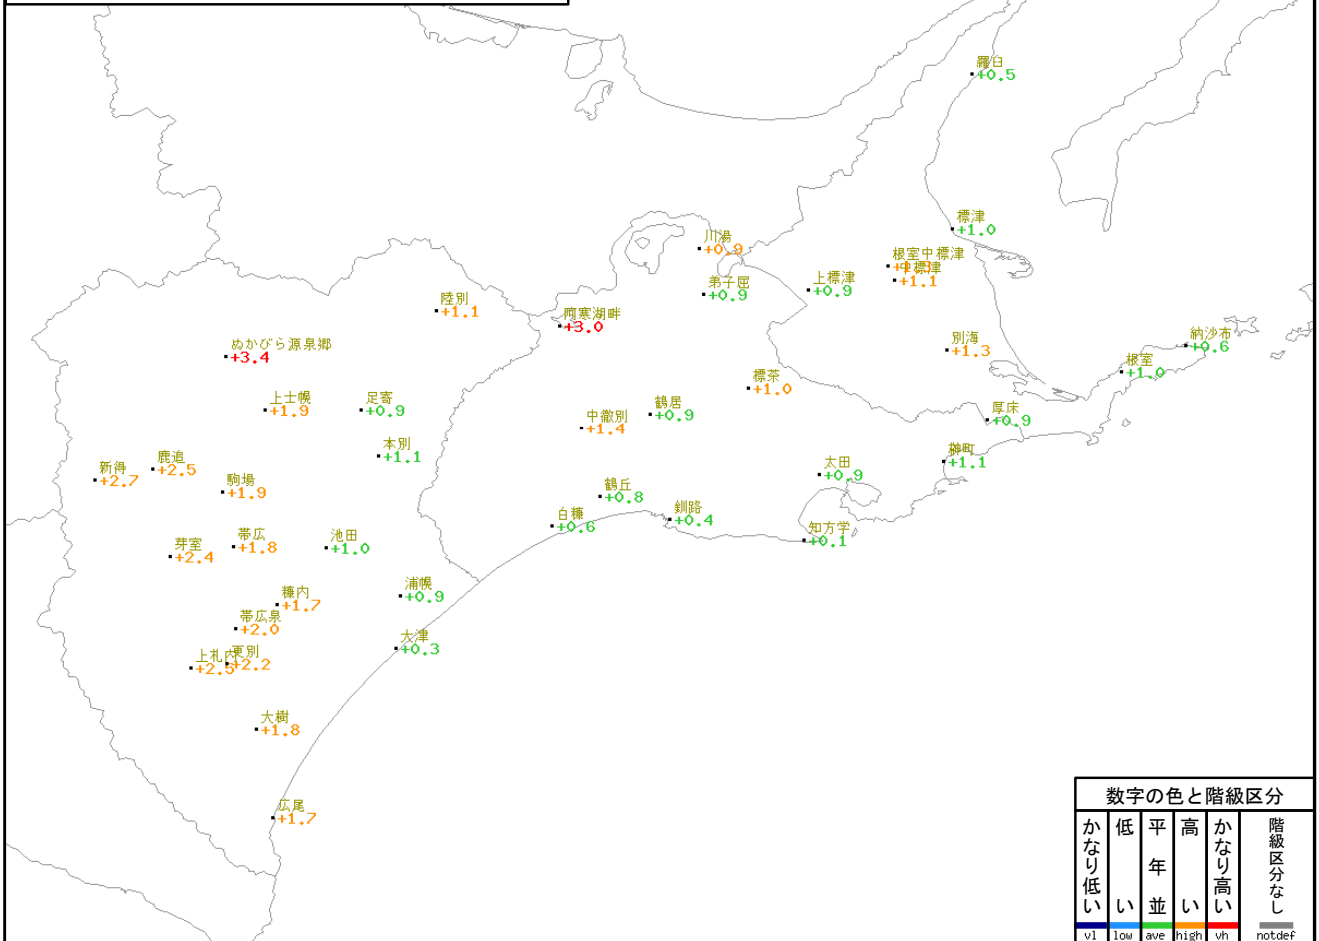 羅臼
+0.5
標津
+1.0
川湯
+0.9
根室中標津
中標津
+1.1
弟子屈
+0.9
上標津
+0.9
陸別
+1.1
阿寒湖畔
+3.0
ぬかびら源泉郷
+3.4
別海
+1.3
納沙布
+0.6
根室
+1.0
標茶
+1.0
上士幌
+1.9
足寄
+0.9
鶴居
+0.9
中徹別
+1.4
厚床
+0.9
本別
+1.1
榊町
+1.1
鹿追
+2.5
新得
+2.7
太田
+0.9
駒場
+1.9
鶴丘
+0.8
白糠
+0.6
釧路
+0.4
知方学
+0.1
帯広
+1.8
池田
+1.0
芽室
+2.4
浦幌
+0.9
糠内
+1.7
帯広泉
+2.0
大津
+0.3
更別
+2.2
上札内
+2.5
大樹
+1.8
広尾
+1.7
数字の色と階級区分
かなり低い
低い
平年並
高い
かなり高い
階級区分なし
vl
low
ave
high
vh
notdef